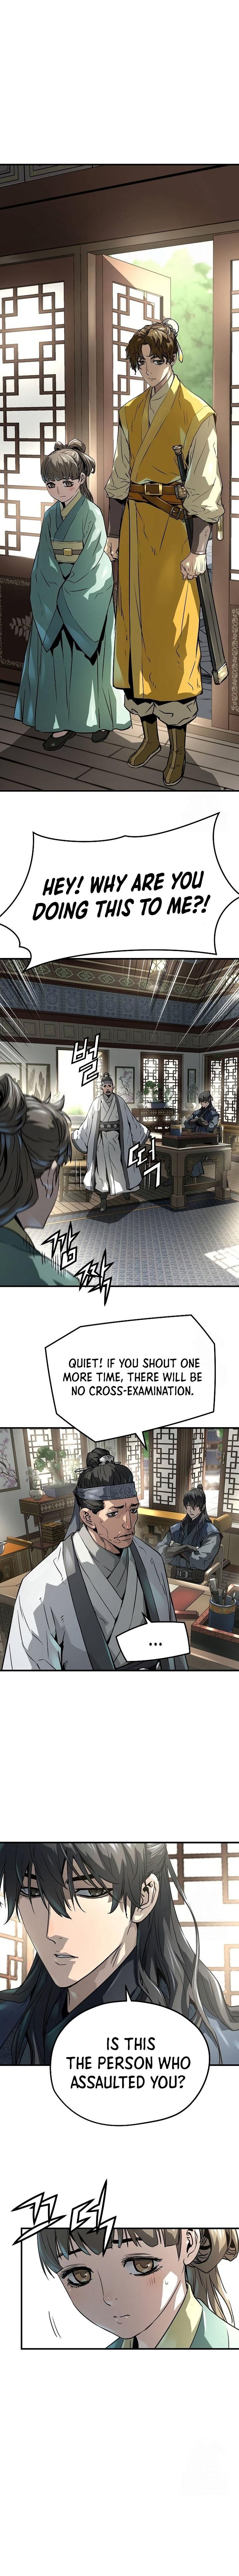 HEY! WHY ARE YOU
DOING THIS TO ME?!
벌
떡
깜
짝
QUIET! IF YOU SHOUT ONE
MORE TIME, THERE WILL BE
NO CROSS-EXAMINATION.
...
IS THIS
THE PERSON WHO
ASSAULTED YOU?
끄
덕